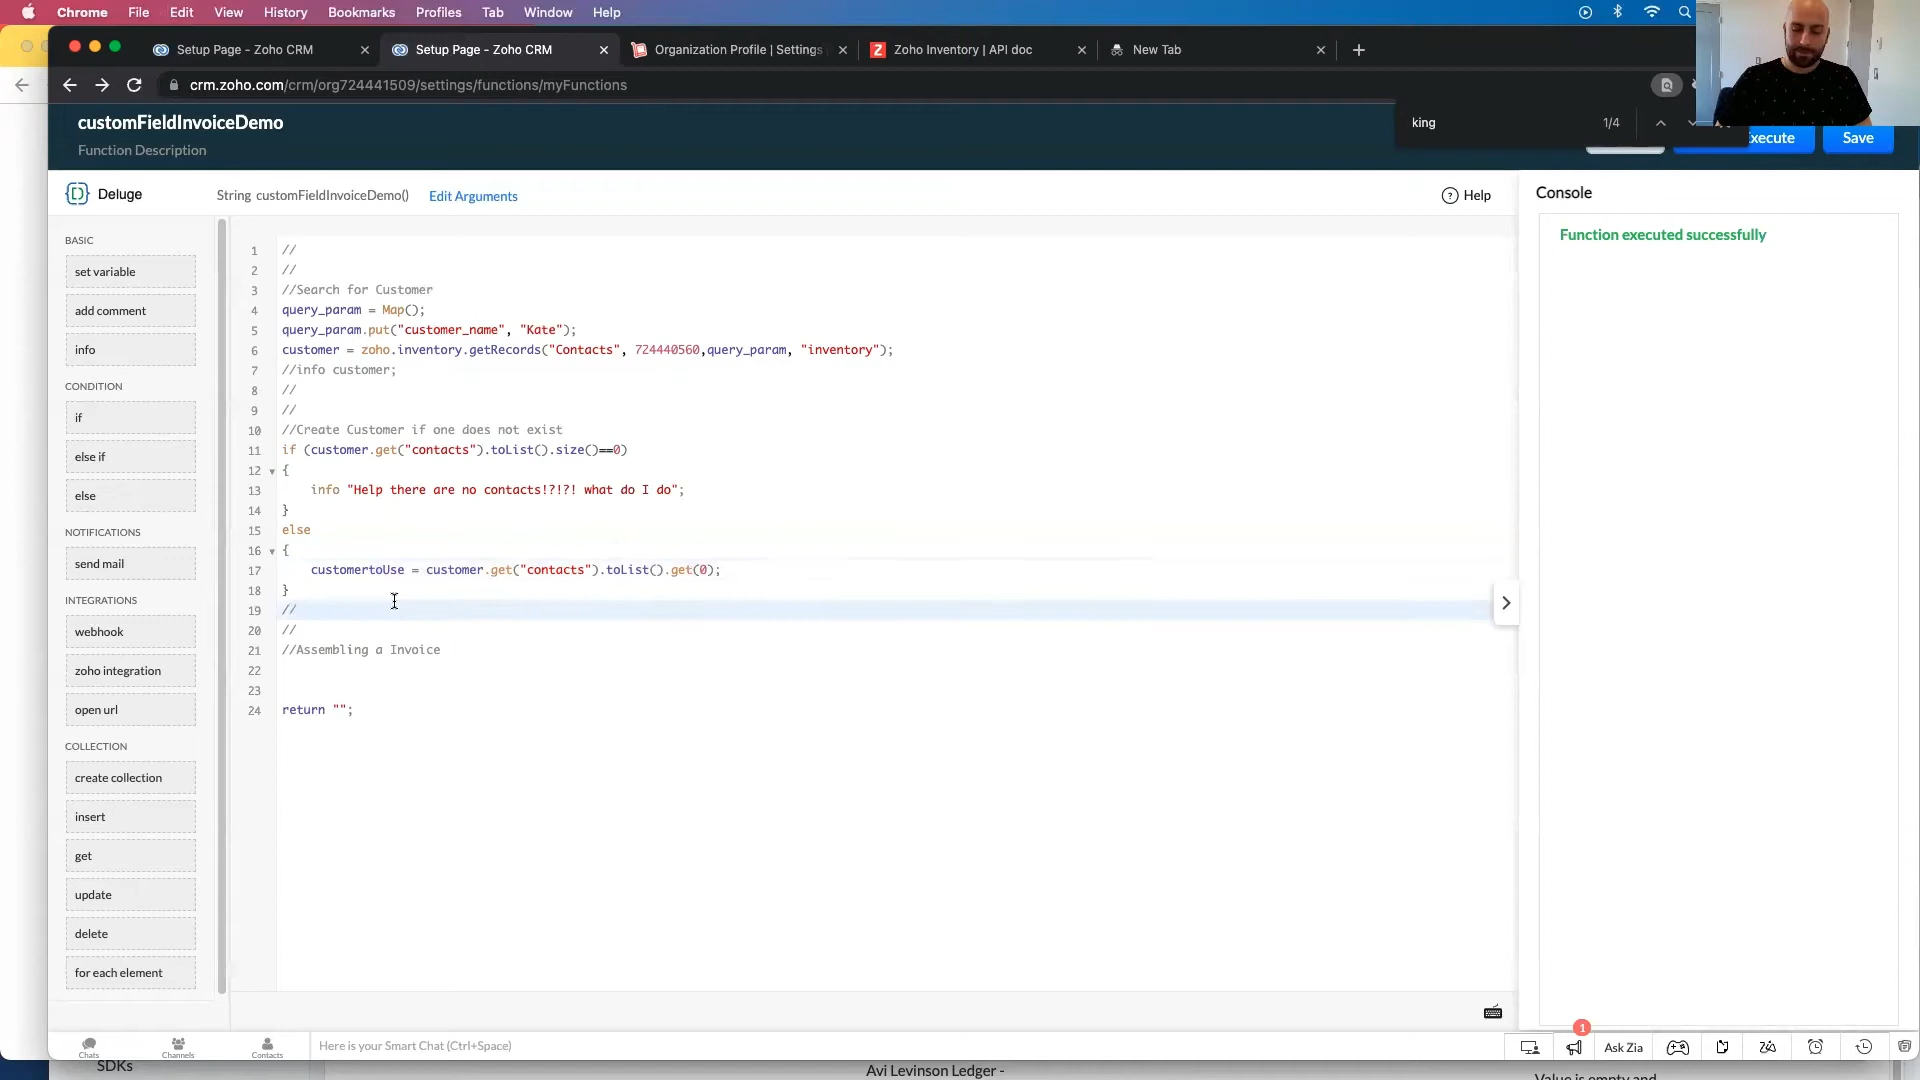 Chrome File Edit View History Bookmarks Profiles Tab Window Help
Setup Page - Zoho CRM
Setup Page - Zoho CRM
Organization Profile | Settings
Zoho Inventory | API doc
New Tab
crm.zoho.com/crm/org724441509/settings/functions/myFunctions
customFieldInvoiceDemo
Function Description
king 1/4
xecute
Save
Deluge
String customFieldInvoiceDemo() Edit Arguments
Help
Console
Function executed successfully
BASIC
set variable
add comment
info
CONDITION
if
else if
else
NOTIFICATIONS
send mail
INTEGRATIONS
webhook
zoho integration
open url
COLLECTION
create collection
insert
get
update
delete
for each element
1 //
2 //
3 //Search for Customer
4 query_param = Map();
5 query_param.put("customer_name", "Kate");
6 customer = zoho.inventory.getRecords("Contacts", 724440560,query_param, "inventory");
7 //info customer;
8 //
9 //
10 //Create Customer if one does not exist
11 if (customer.get("contacts").toList().size()==0)
12 {
13 info "Help there are no contacts!?!?! what do I do";
14 }
15 else
16 {
17 customertoUse = customer.get("contacts").toList().get(0);
18 }
19 //
20 //
21 //Assembling a Invoice
22
23
24 return "";
Chats
Channels
Contacts
Here is your Smart Chat (Ctrl+Space)
1
Ask Zia
SDKs
Avi Levinson Ledger -
Value is empty and